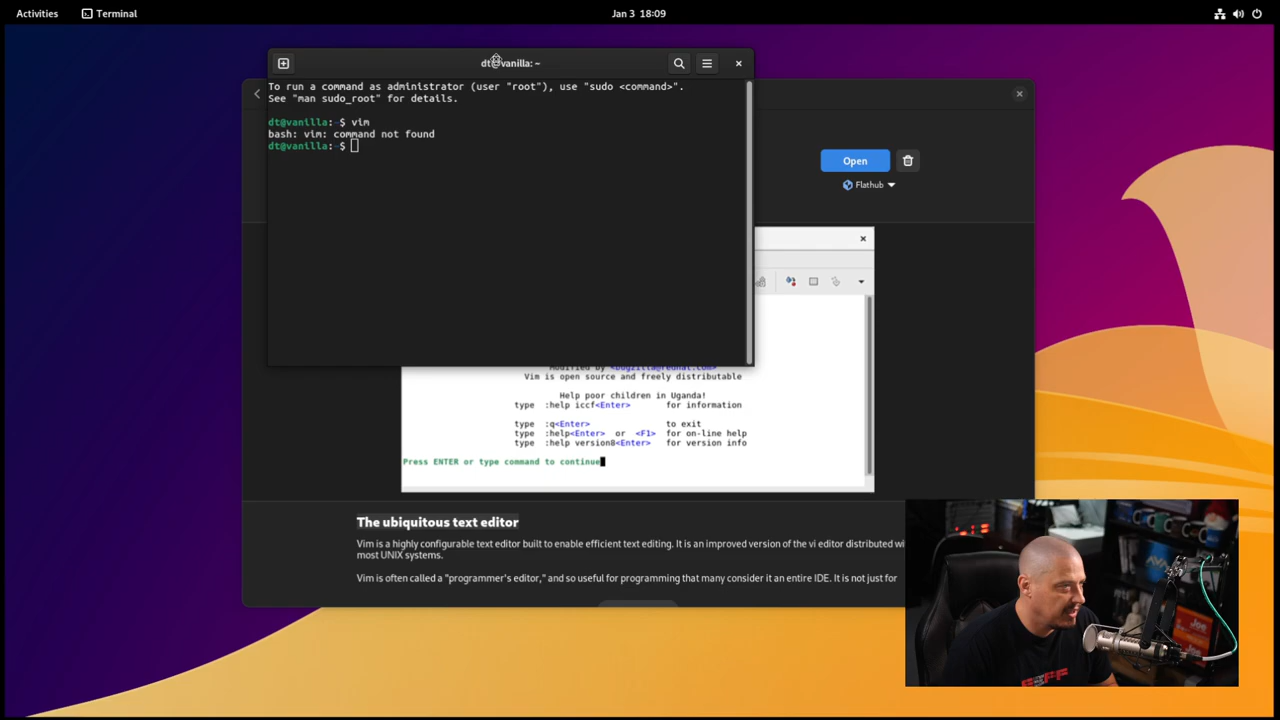 Activities
Terminal
Jan 3 18:09
dt@vanilla: ~
To run a command as administrator (user "root"), use "sudo <command>".
See "man sudo_root" for details.
dt@vanilla:~$ vim
bash: vim: command not found
dt@vanilla:~$
Open
Flathub
Modified by <bugzilla@redhat.com>
Vim is open source and freely distributable
Help poor children in Uganda!
type :help iccf<Enter> for information
type :q<Enter> to exit
type :help<Enter> or <F1> for on-line help
type :help version8<Enter> for version info
Press ENTER or type command to continue
The ubiquitous text editor
Vim is a highly configurable text editor built to enable efficient text editing. It is an improved version of the vi editor distributed
most UNIX systems.
Vim is often called a "programmer's editor," and so useful for programming that many consider it an entire IDE. It is not just for